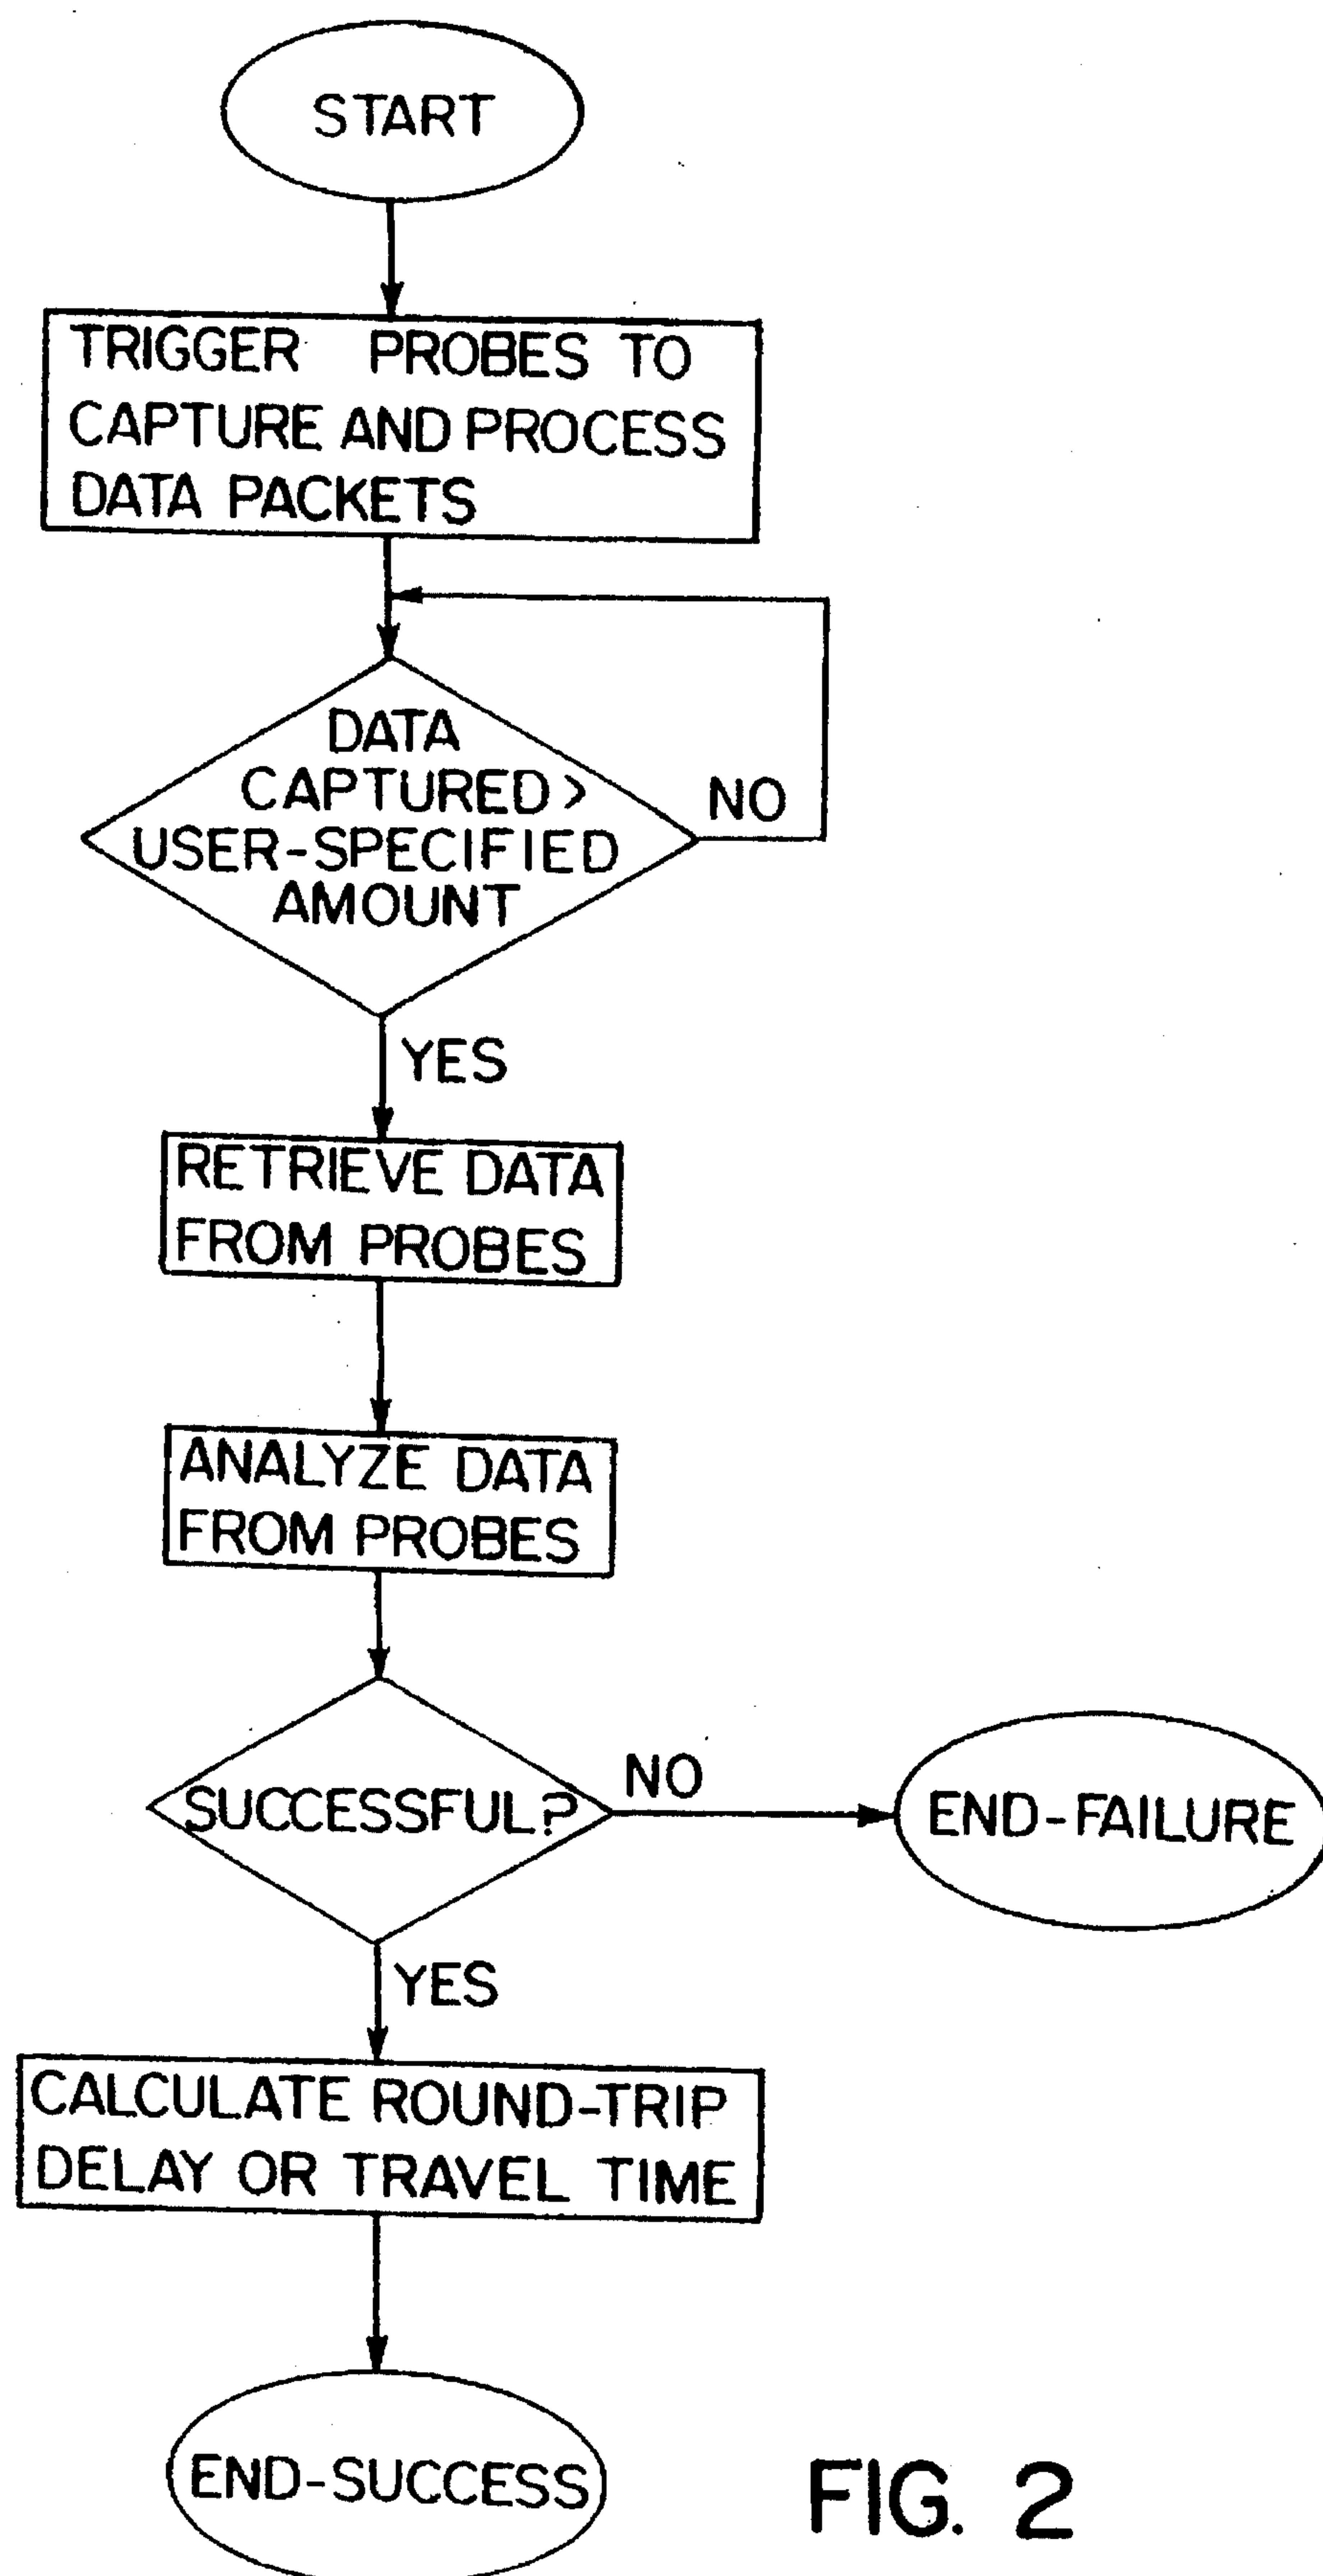 START
TRIGGER PROBES TO
CAPTURE AND PROCESS
DATA PACKETS
DATA
CAPTURED >
USER-SPECIFIED
AMOUNT
NO
YES
RETRIEVE DATA
FROM PROBES
ANALYZE DATA
FROM PROBES
SUCCESSFUL?
NO
END-FAILURE
YES
CALCULATE ROUND-TRIP
DELAY OR TRAVEL TIME
END-SUCCESS
FIG. 2